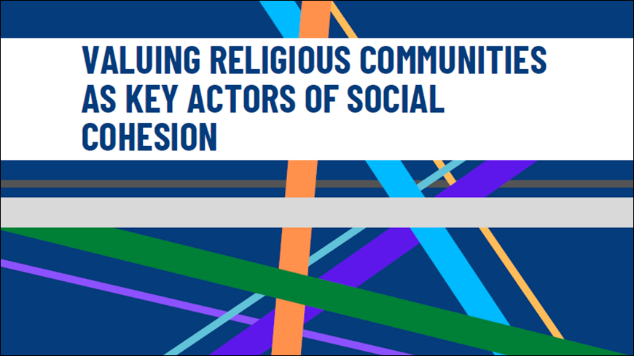 VALUING RELIGIOUS COMMUNITIES
AS KEY ACTORS OF SOCIAL
COHESION